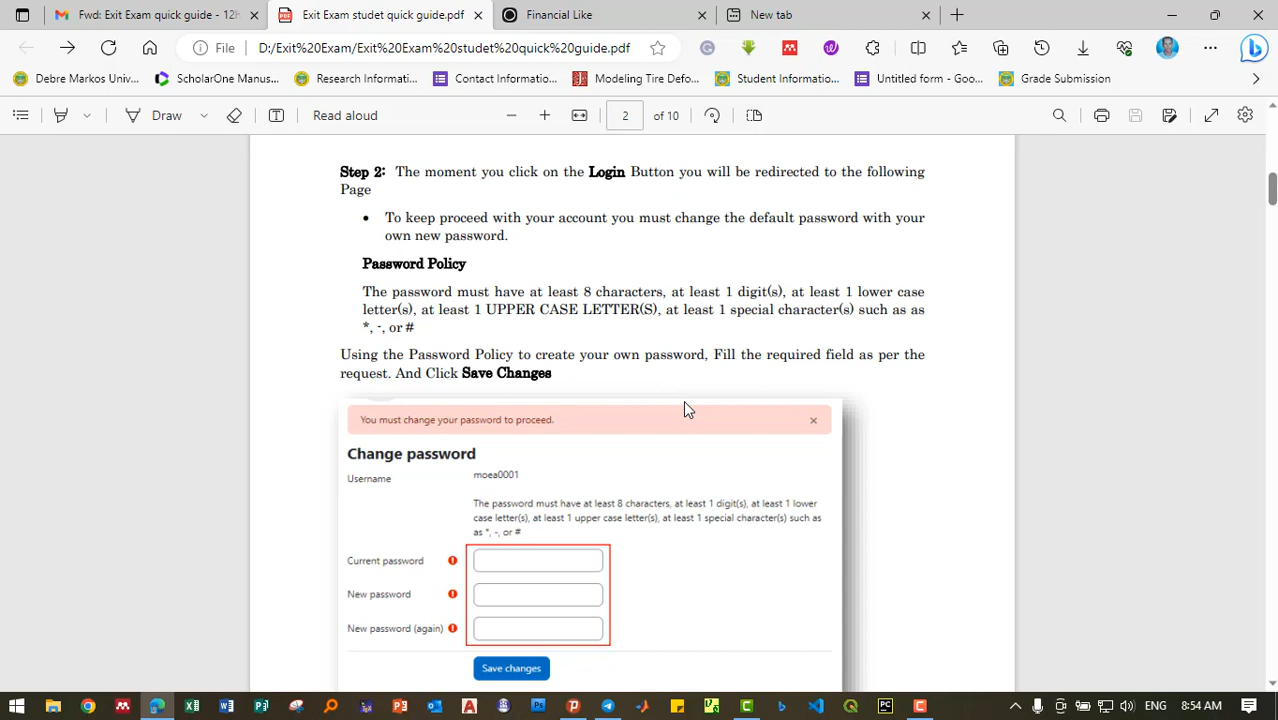 Fwd: Exit Exam quick guide - 12h
Exit Exam studet quick guide.pdf
Financial Like
New tab
File
D:/Exit%20Exam/Exit%20Exam%20studet%20quick%20guide.pdf
Debre Markos Univ...
ScholarOne Manus...
Research Informati...
Contact Informatio...
Modeling Tire Defo...
Student Informatio...
Untitled form - Goo...
Grade Submission
Draw
Read aloud
2
of 10
Step 2: The moment you click on the Login Button you will be redirected to the following
Page
• To keep proceed with your account you must change the default password with your
own new password.
Password Policy
The password must have at least 8 characters, at least 1 digit(s), at least 1 lower case
letter(s), at least 1 UPPER CASE LETTER(S), at least 1 special character(s) such as as
*, -, or #
Using the Password Policy to create your own password, Fill the required field as per the
request. And Click Save Changes
You must change your password to proceed.
Change password
Username
moea0001
The password must have at least 8 characters, at least 1 digit(s), at least 1 lower
case letter(s), at least 1 upper case letter(s), at least 1 special character(s) such as
as *, -, or #
Current password
New password
New password (again)
Save changes
ENG
8:54 AM